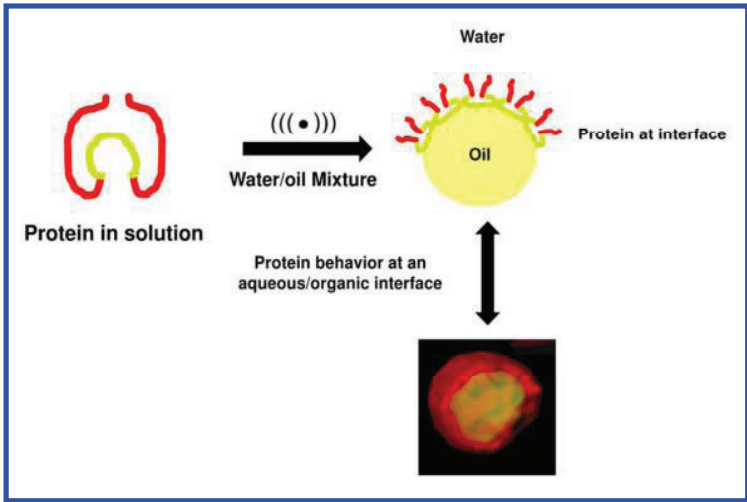 Water
((( • )))
Oil
Protein at interface
Water/oil Mixture
Protein in solution
Protein behavior at an
aqueous/organic interface